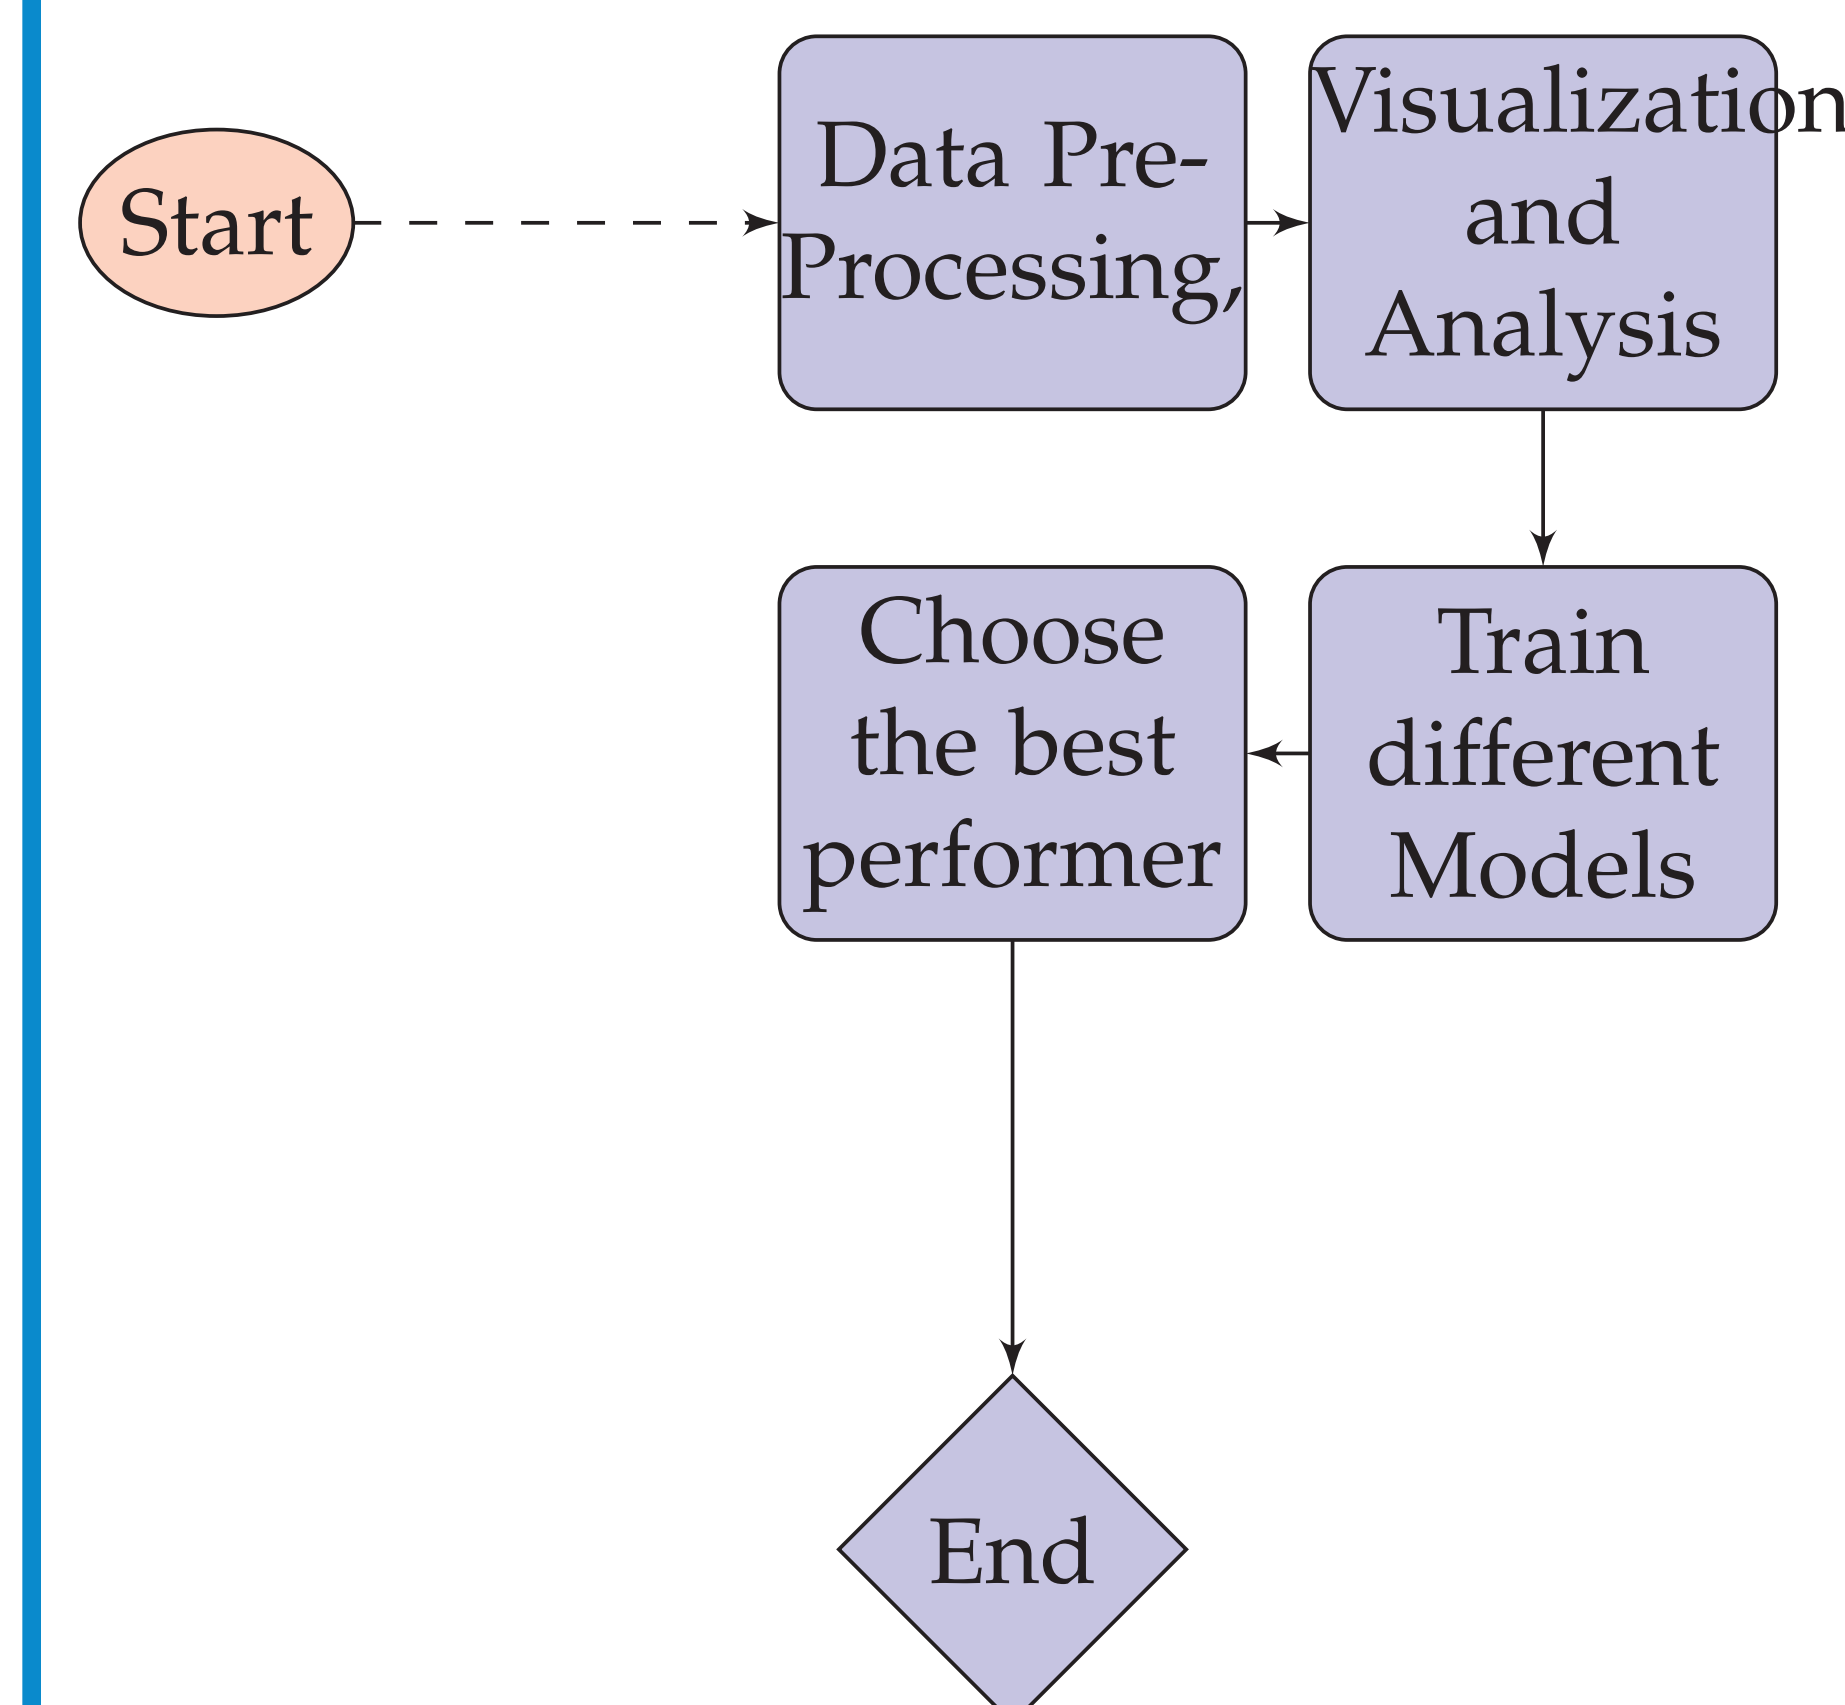 Start
Data Pre-
Processing,
Visualization
and
Analysis
Train
different
Models
Choose
the best
performer
End